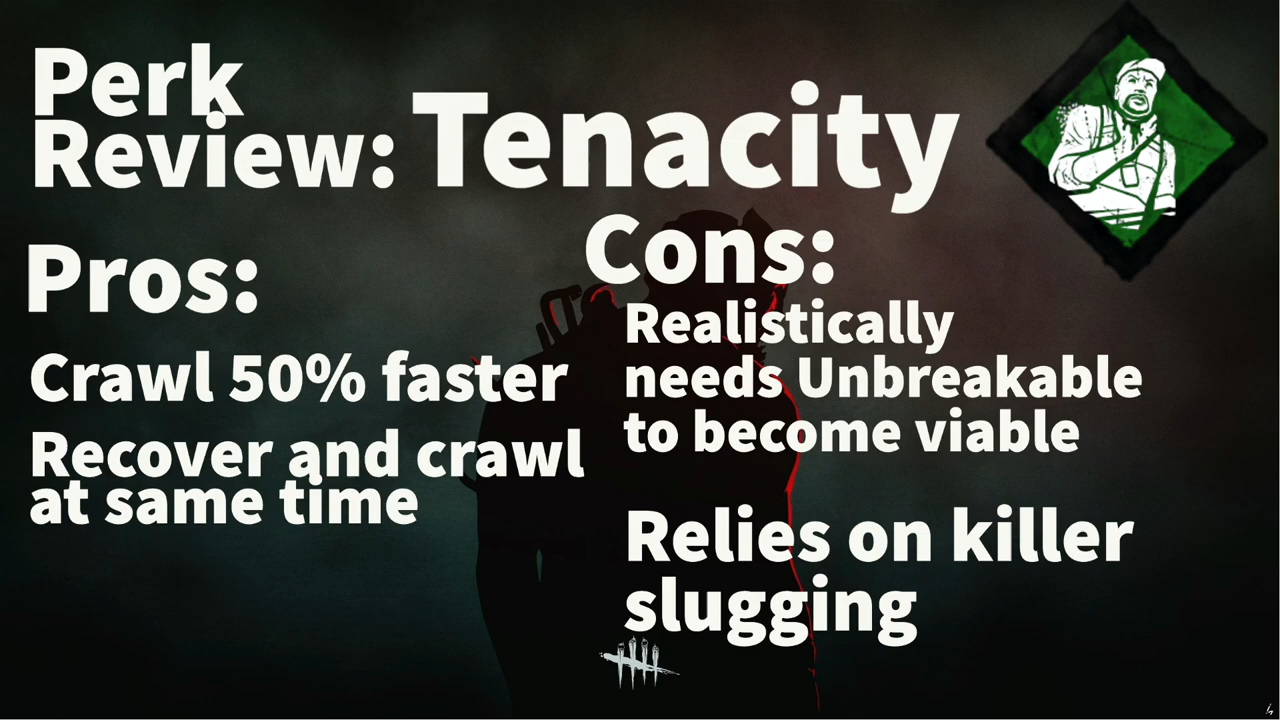 Perk
Review: Tenacity
Pros:
Crawl 50% faster
Recover and crawl
at same time
Cons:
Realistically
needs Unbreakable
to become viable
Relies on killer
slugging